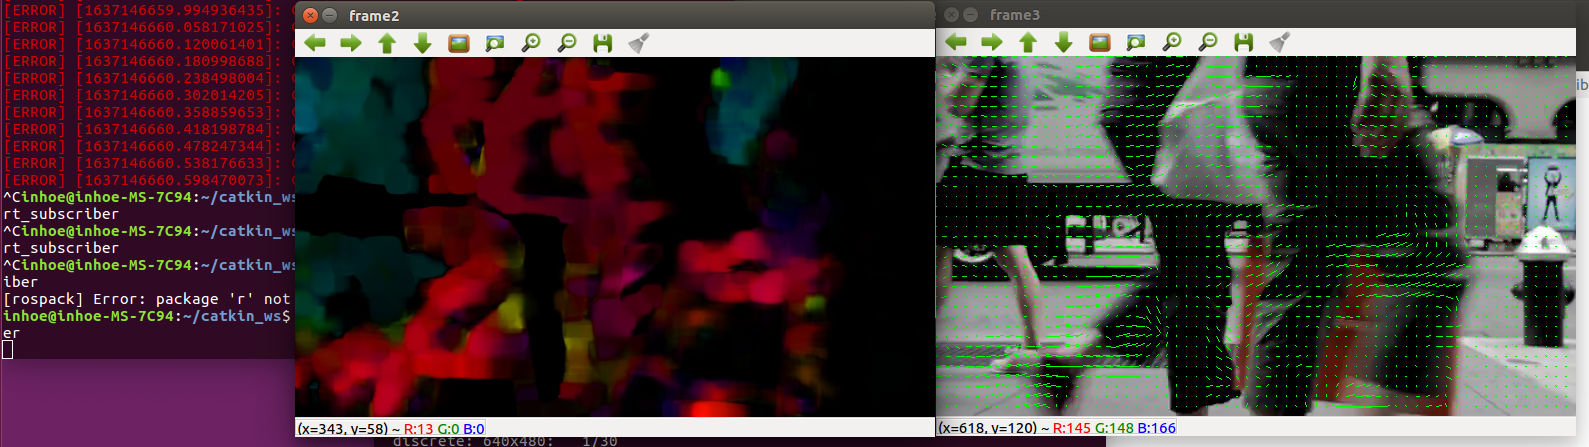 [ERROR] [1637146659.994936435]:
[ERROR] [1637146660.058171025]:
[ERROR] [1637146660.120061401]:
[ERROR] [1637146660.180998688]:
[ERROR] [1637146660.238498004]:
[ERROR] [1637146660.302014205]:
[ERROR] [1637146660.358859653]:
[ERROR] [1637146660.418198784]:
[ERROR] [1637146660.478247344]:
[ERROR] [1637146660.538176633]:
[ERROR] [1637146660.598470073]:
^Cinhoe@inhoe-MS-7C94:~/catkin_ws
rt_subscriber
^Cinhoe@inhoe-MS-7C94:~/catkin_ws
rt_subscriber
^Cinhoe@inhoe-MS-7C94:~/catkin_ws
iber
[rospack] Error: package 'r' not
inhoe@inhoe-MS-7C94:~/catkin_ws$
er
frame2
(x=343, y=58) ~ R:13 G:0 B:0
frame3
(x=618, y=120) ~ R:145 G:148 B:166
ib
discrete: 640x480: 1/30